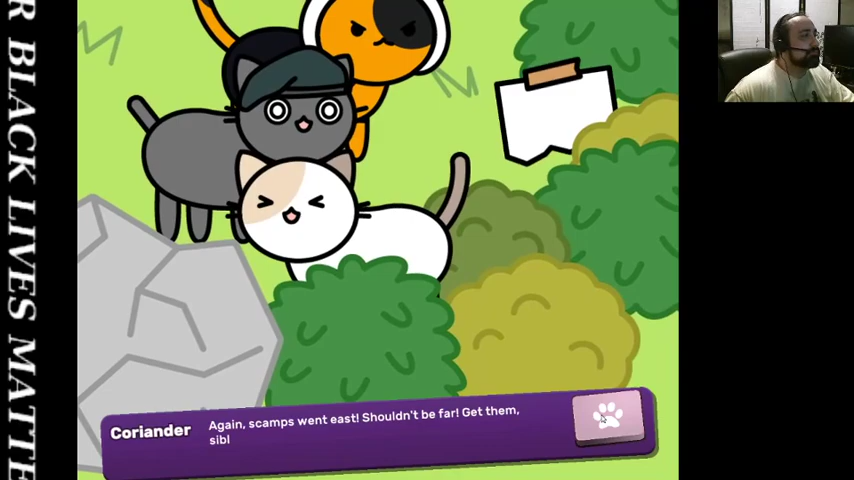 R BLACK LIVES MATTE
Coriander
Again, scamps went east! Shouldn't be far! Get them,
sibl